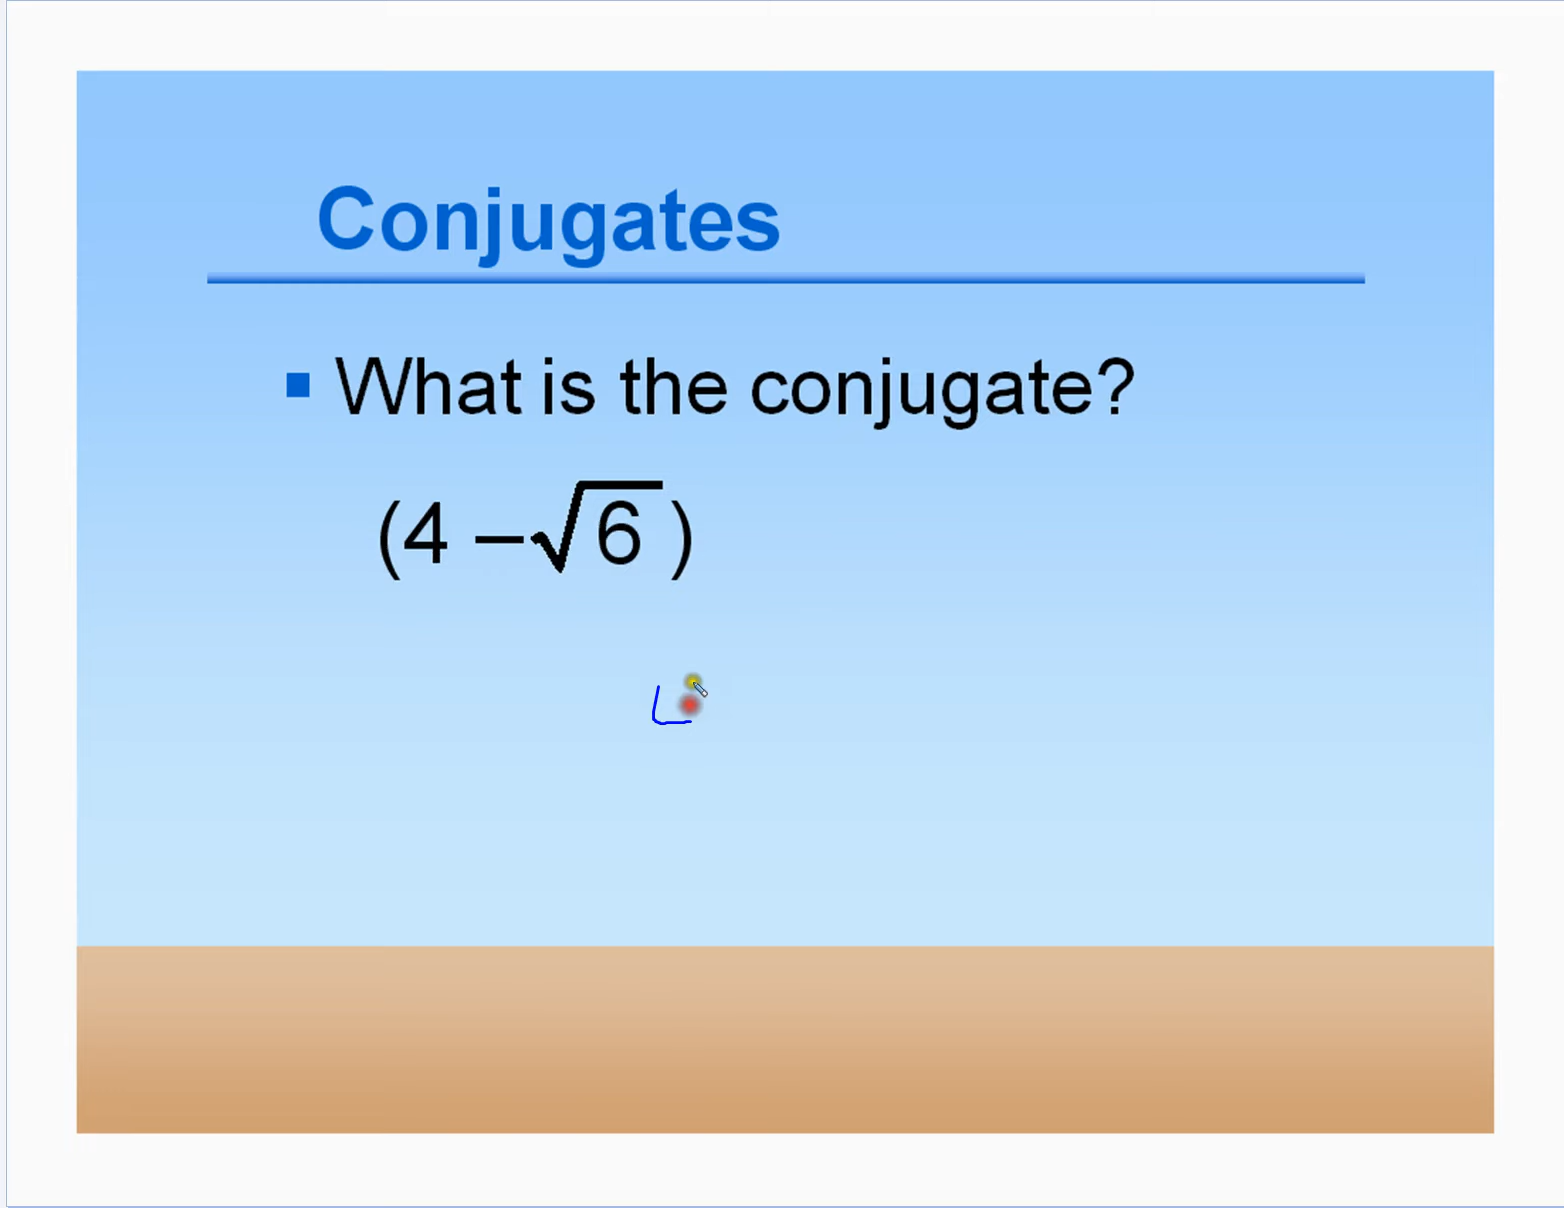 Conjugates
What is the conjugate?
(4 –√6)